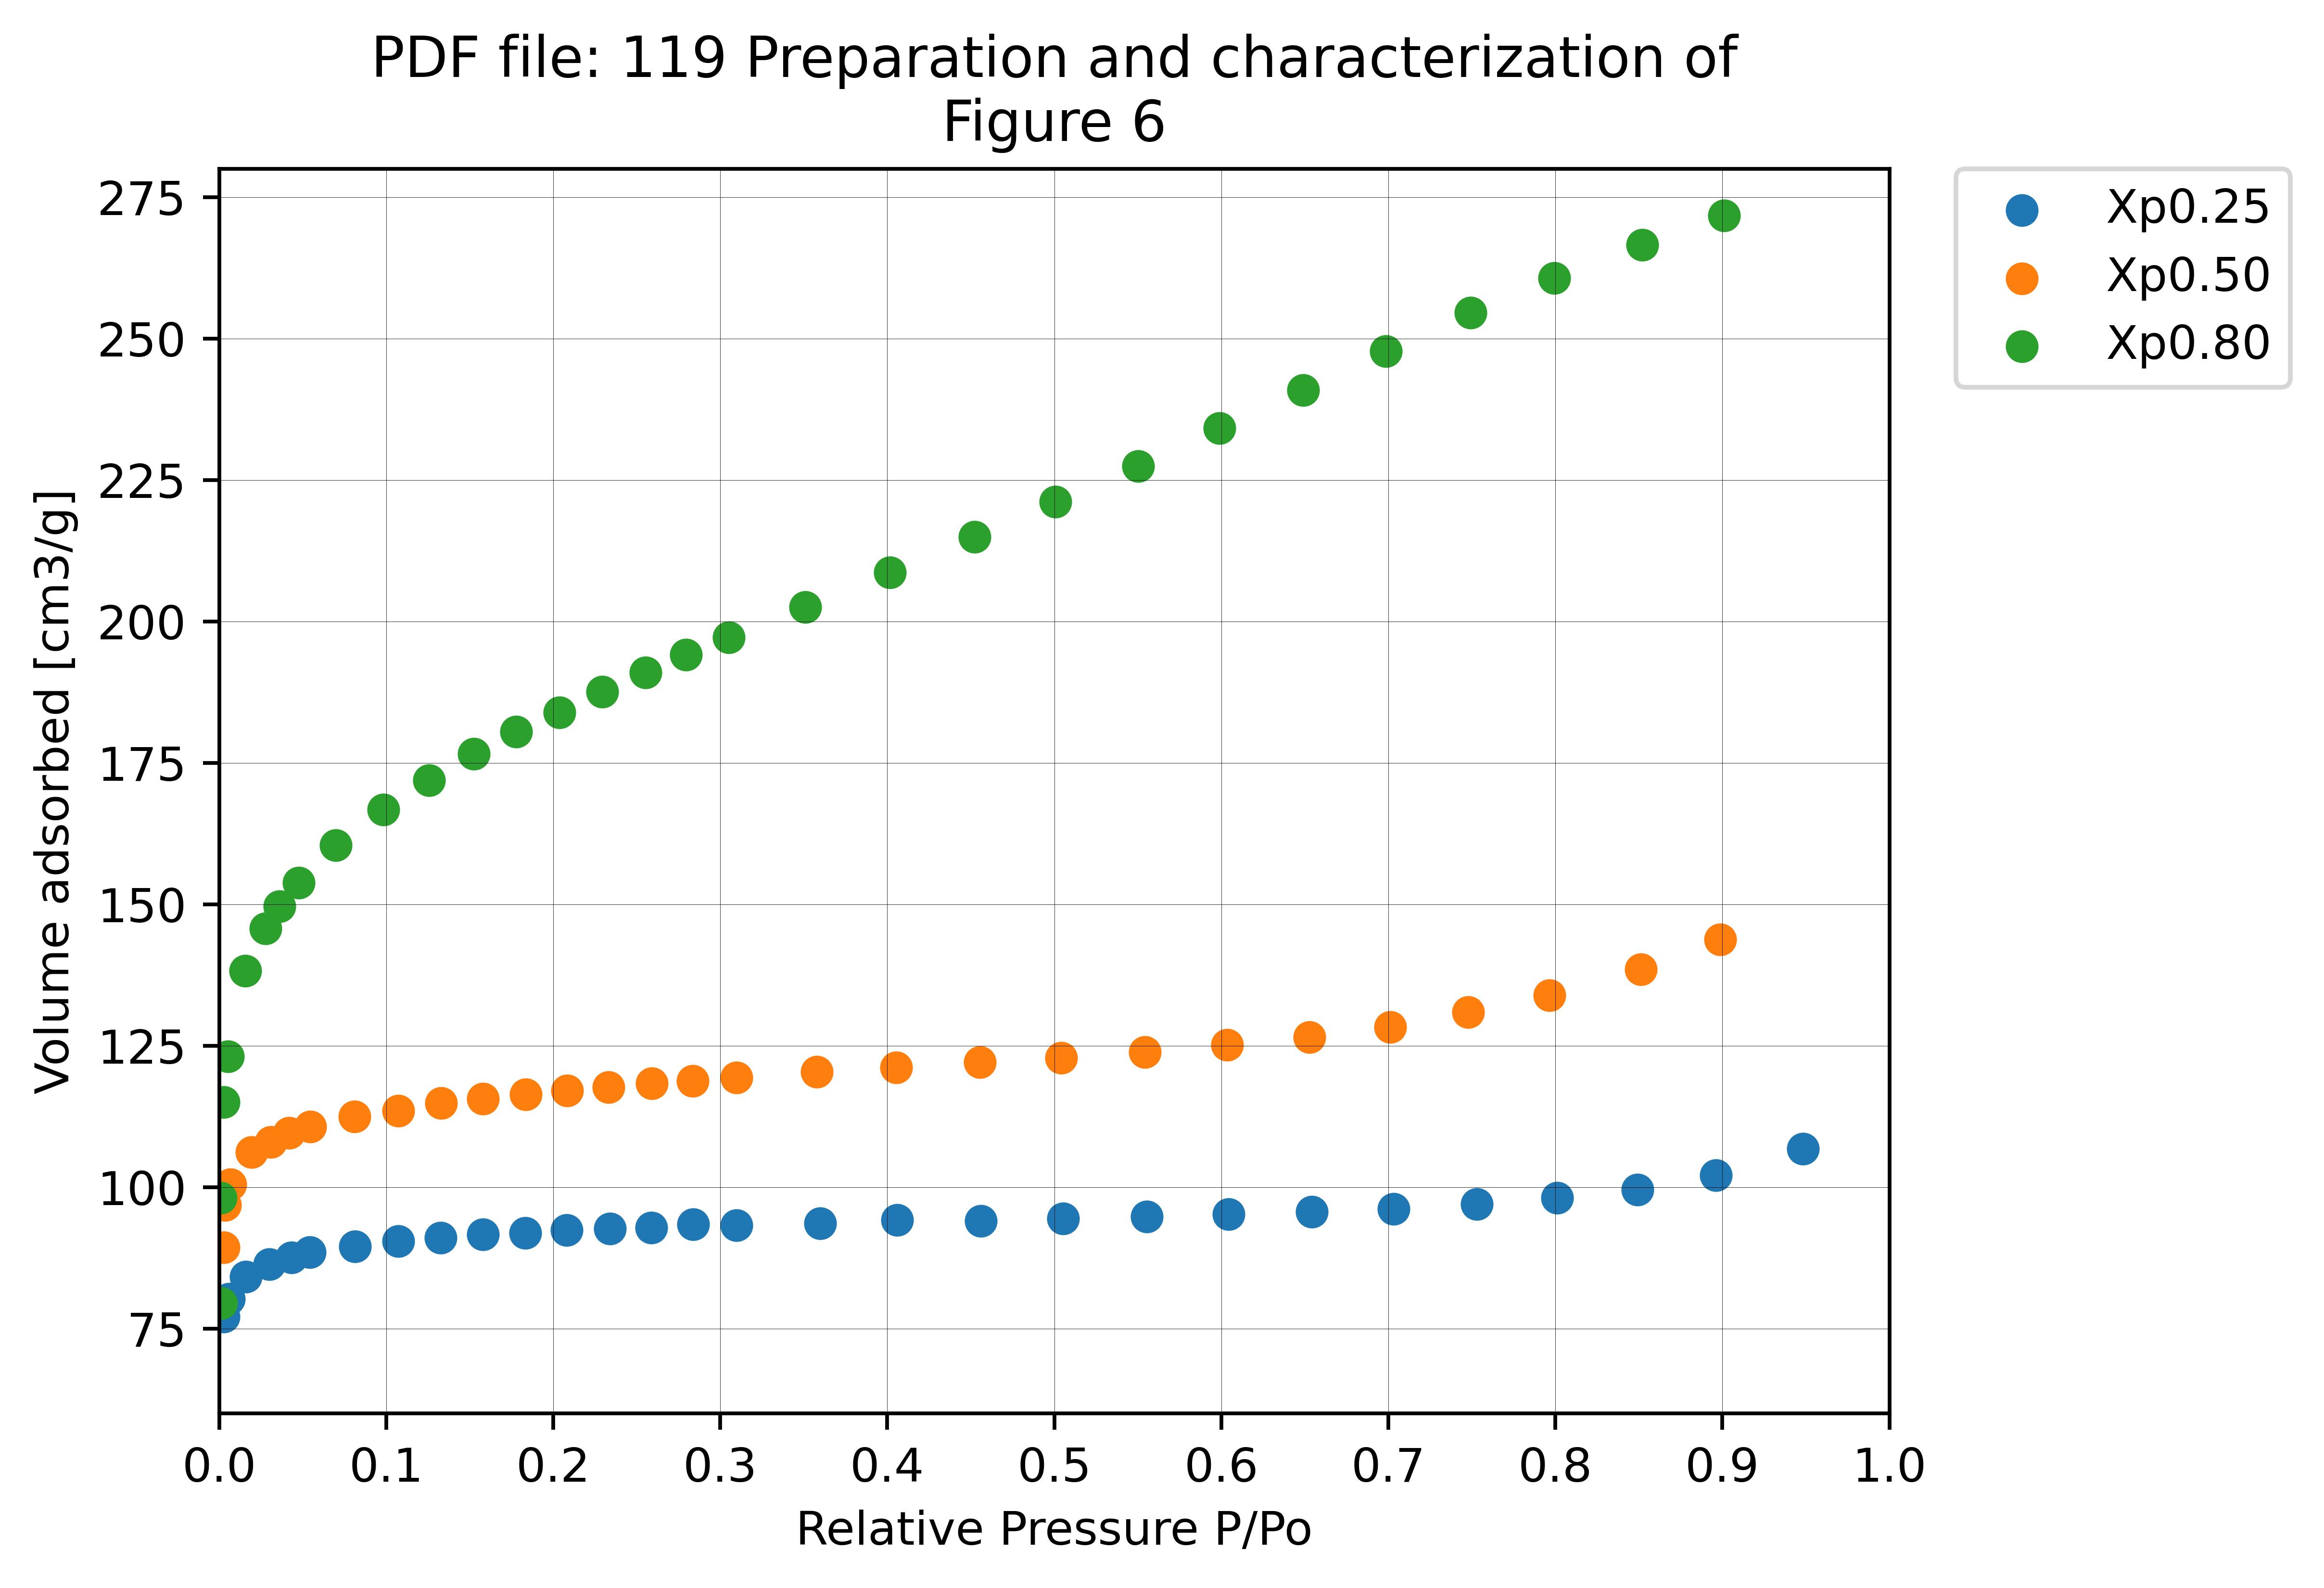 PDF file: 119 Preparation and characterization of
Figure 6
Xp0.25
Xp0.50
Xp0.80
Volume adsorbed [cm3/g]
275
250
225
200
175
150
125
100
75
0.0 0.1 0.2 0.3 0.4 0.5 0.6 0.7 0.8 0.9 1.0
Relative Pressure P/Po